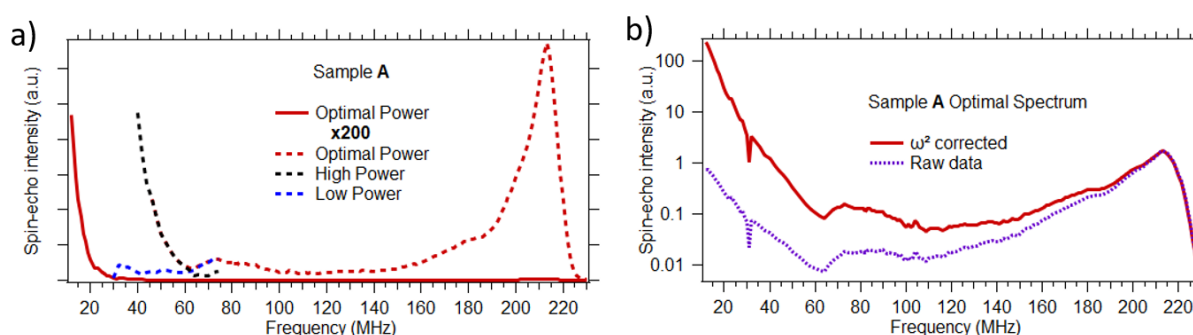 a)
Spin-echo intensity (a.u.)
Sample A
Optimal Power
x200
Optimal Power
High Power
Low Power
20 40 60 80 100 120 140 160 180 200 220
Frequency (MHz)
b)
Spin-echo intensity (a.u.)
100
10
1
0.1
0.01
Sample A Optimal Spectrum
ω² corrected
Raw data
20 40 60 80 100 120 140 160 180 200 220
Frequency (MHz)